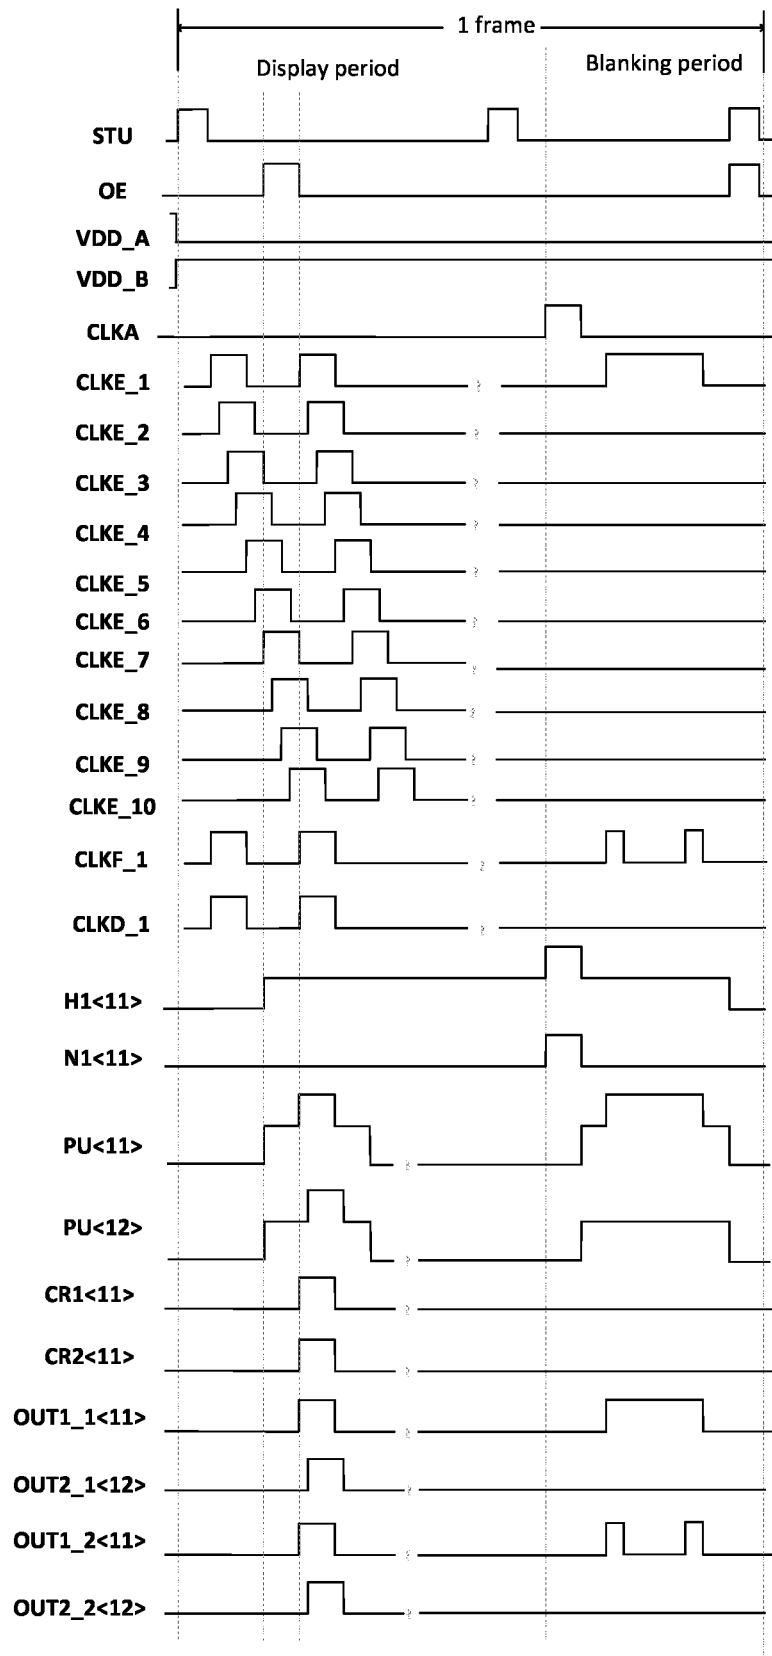 1 frame
Display period
Blanking period
STU
OE
VDD_A
VDD_B
CLKA
CLKE_1
CLKE_2
CLKE_3
CLKE_4
CLKE_5
CLKE_6
CLKE_7
CLKE_8
CLKE_9
CLKE_10
CLKF_1
CLKD_1
H1<11>
N1<11>
PU<11>
PU<12>
CR1<11>
CR2<11>
OUT1_1<11>
OUT2_1<12>
OUT1_2<11>
OUT2_2<12>